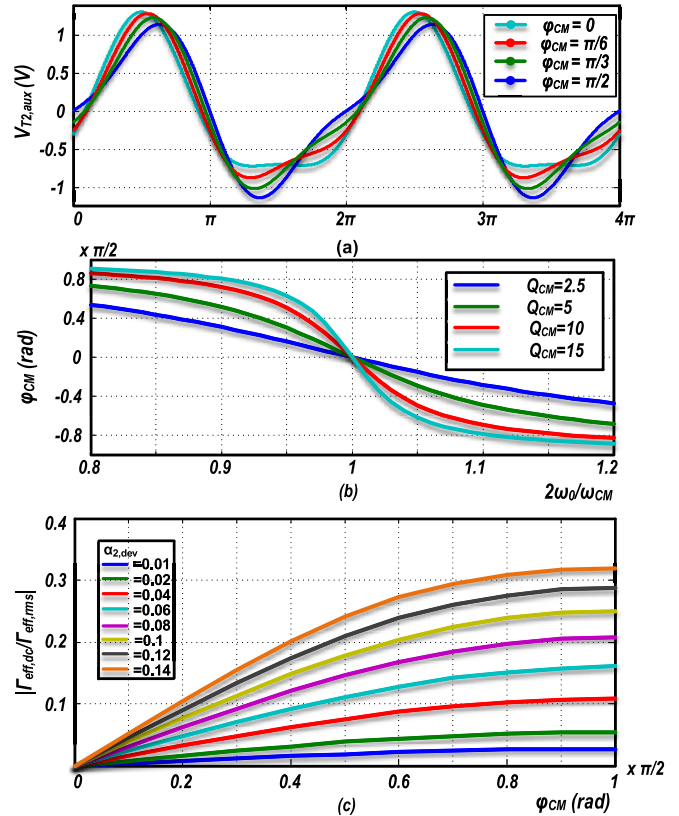 V_T2,aux (V)
1
0.5
0
-0.5
-1
φ_CM = 0
φ_CM = π/6
φ_CM = π/3
φ_CM = π/2
0
π
2π
3π
4π
(a)
x π/2
φ_CM (rad)
0.8
0.4
0
-0.4
-0.8
Q_CM=2.5
Q_CM=5
Q_CM=10
Q_CM=15
0.8
0.9
1
1.1
1.2
(b)
2ω_0/ω_CM
|Γ_eff,dc/Γ_eff,rms|
0.4
0.3
0.2
0.1
α_2,dev
=0.01
=0.02
=0.04
=0.06
=0.08
=0.1
=0.12
=0.14
0
0.2
0.4
0.6
0.8
1
x π/2
(c)
φ_CM (rad)